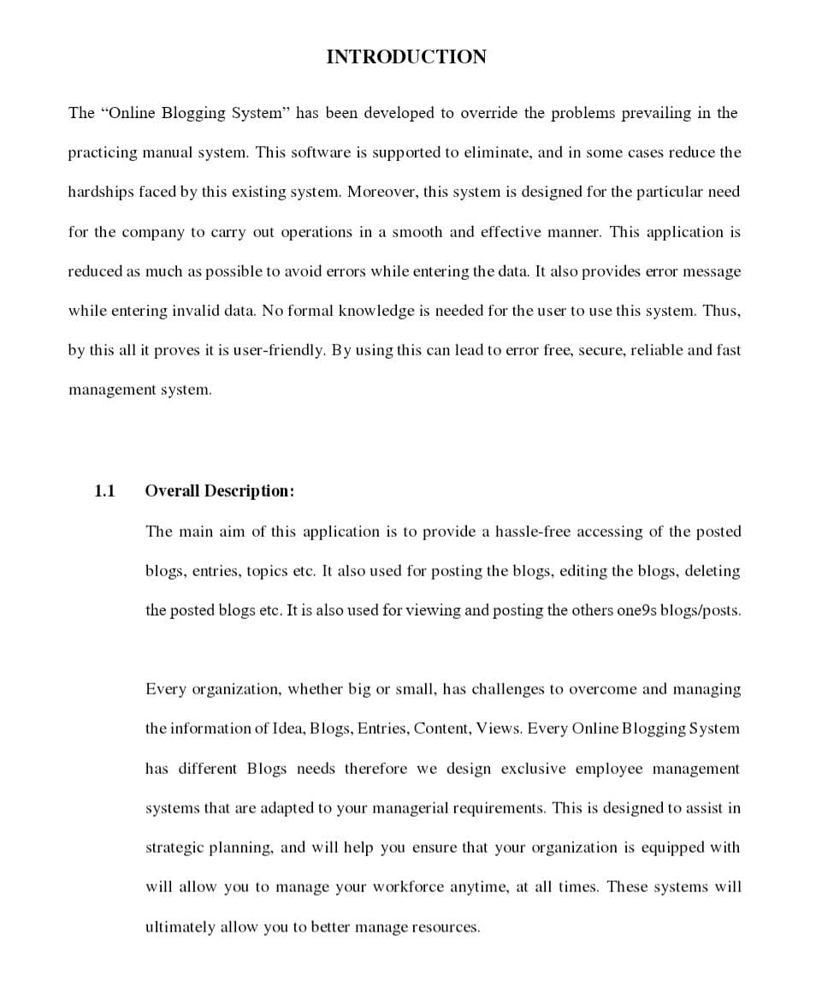 INTRODUCTION
The “Online Blogging System” has been developed to override the problems prevailing in the
practicing manual system. This software is supported to eliminate, and in some cases reduce the
hardships faced by this existing system. Moreover, this system is designed for the particular need
for the company to carry out operations in a smooth and effective manner. This application is
reduced as much as possible to avoid errors while entering the data. It also provides error message
while entering invalid data. No formal knowledge is needed for the user to use this system. Thus,
by this all it proves it is user-friendly. By using this can lead to error free, secure, reliable and fast
management system.
1.1 Overall Description:
The main aim of this application is to provide a hassle-free accessing of the posted
blogs, entries, topics etc. It also used for posting the blogs, editing the blogs, deleting
the posted blogs etc. It is also used for viewing and posting the others one9s blogs/posts.
Every organization, whether big or small, has challenges to overcome and managing
the information of Idea, Blogs, Entries, Content, Views. Every Online Blogging System
has different Blogs needs therefore we design exclusive employee management
systems that are adapted to your managerial requirements. This is designed to assist in
strategic planning, and will help you ensure that your organization is equipped with
will allow you to manage your workforce anytime, at all times. These systems will
ultimately allow you to better manage resources.